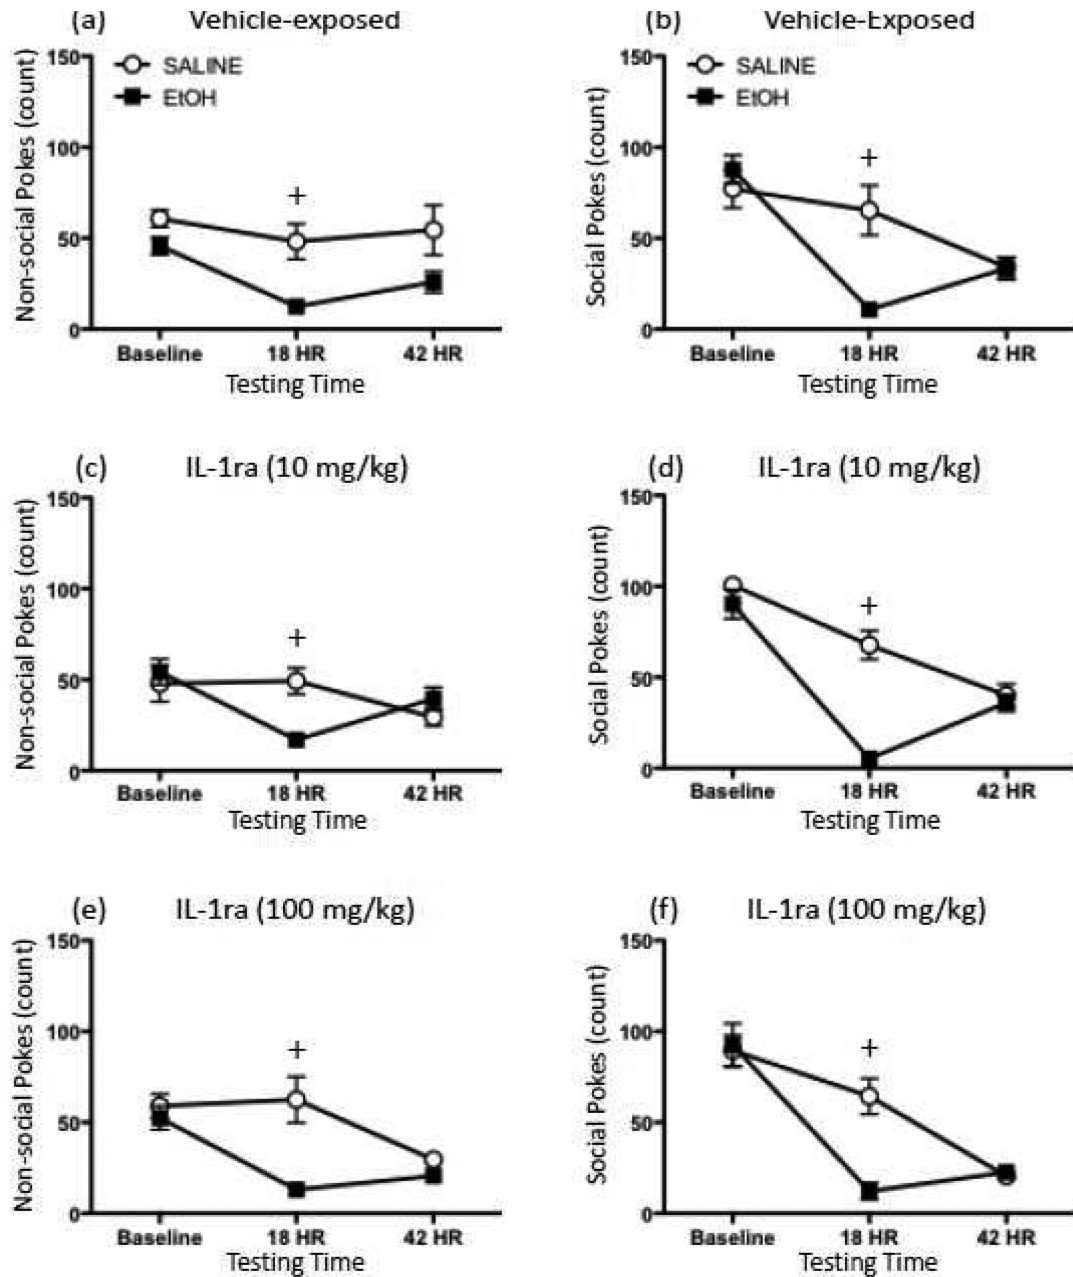 (a) Vehicle-exposed
150
SALINE
EtOH
100
+
50
0
Non-social Pokes (count)
Baseline 18 HR 42 HR
Testing Time
(b) Vehicle-Exposed
150
SALINE
EtOH
100
+
50
0
Social Pokes (count)
Baseline 18 HR 42 HR
Testing Time
(c) IL-1ra (10 mg/kg)
150
100
+
50
0
Non-social Pokes (count)
Baseline 18 HR 42 HR
Testing Time
(d) IL-1ra (10 mg/kg)
150
100
+
50
0
Social Pokes (count)
Baseline 18 HR 42 HR
Testing Time
(e) IL-1ra (100 mg/kg)
150
100
+
50
0
Non-social Pokes (count)
Baseline 18 HR 42 HR
Testing Time
(f) IL-1ra (100 mg/kg)
150
100
+
50
0
Social Pokes (count)
Baseline 18 HR 42 HR
Testing Time